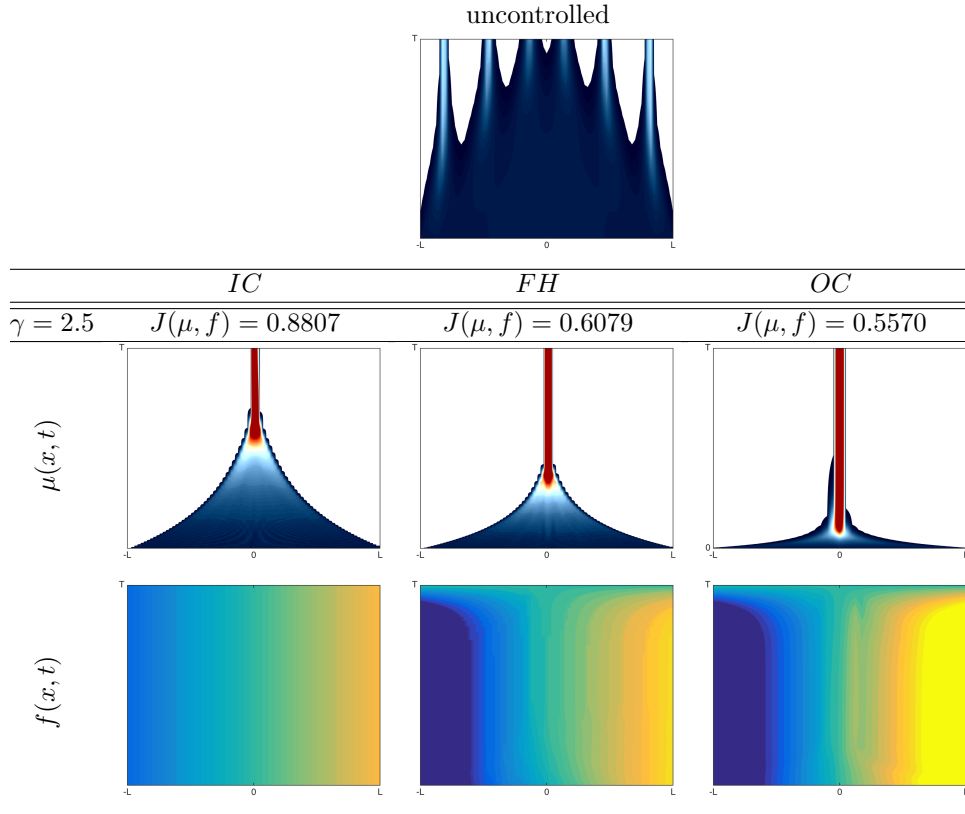 uncontrolled
T
-L 0 L
IC FH OC
γ = 2.5 J(μ, f) = 0.8807 J(μ, f) = 0.6079 J(μ, f) = 0.5570
T T T
μ(x, t)
0
-L 0 L -L 0 L -L 0 L
T T T
f(x, t)
-L 0 L -L 0 L -L 0 L